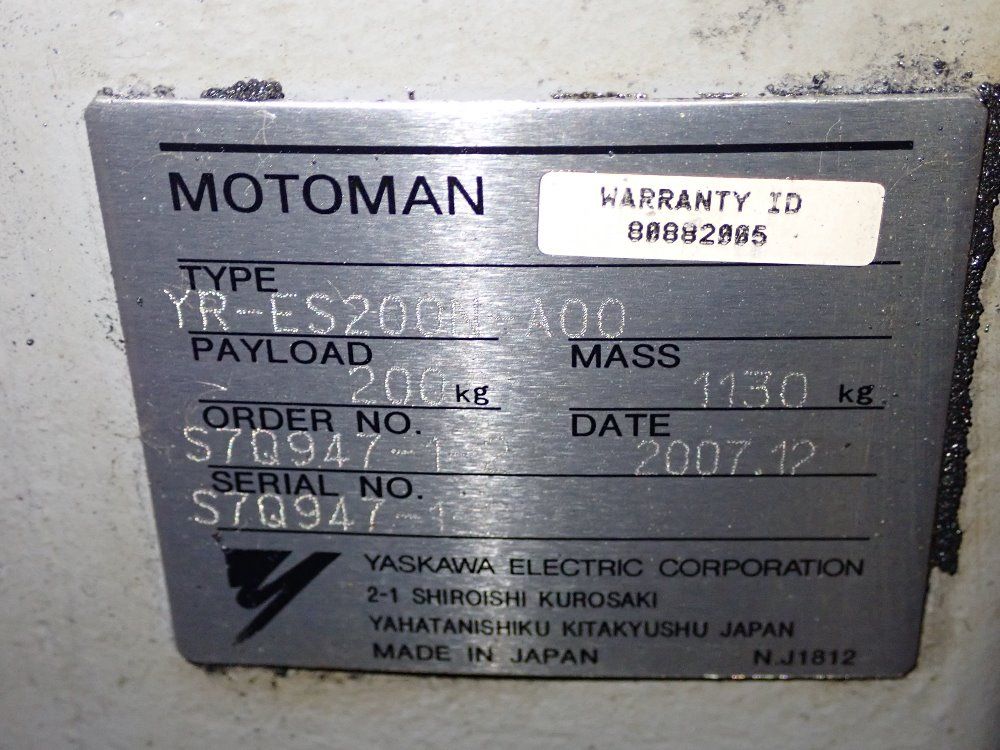 MOTOMAN
WARRANTY ID
80882005
TYPE
YR-ES200N-A00
PAYLOAD
200 kg
MASS
1130 kg
ORDER NO.
DATE
2007.12
SERIAL NO.
YASKAWA ELECTRIC CORPORATION
2-1 SHIROISHI KUROSAKI
YAHATANISHIKU KITAKYUSHU JAPAN
MADE IN JAPAN
N.J1812